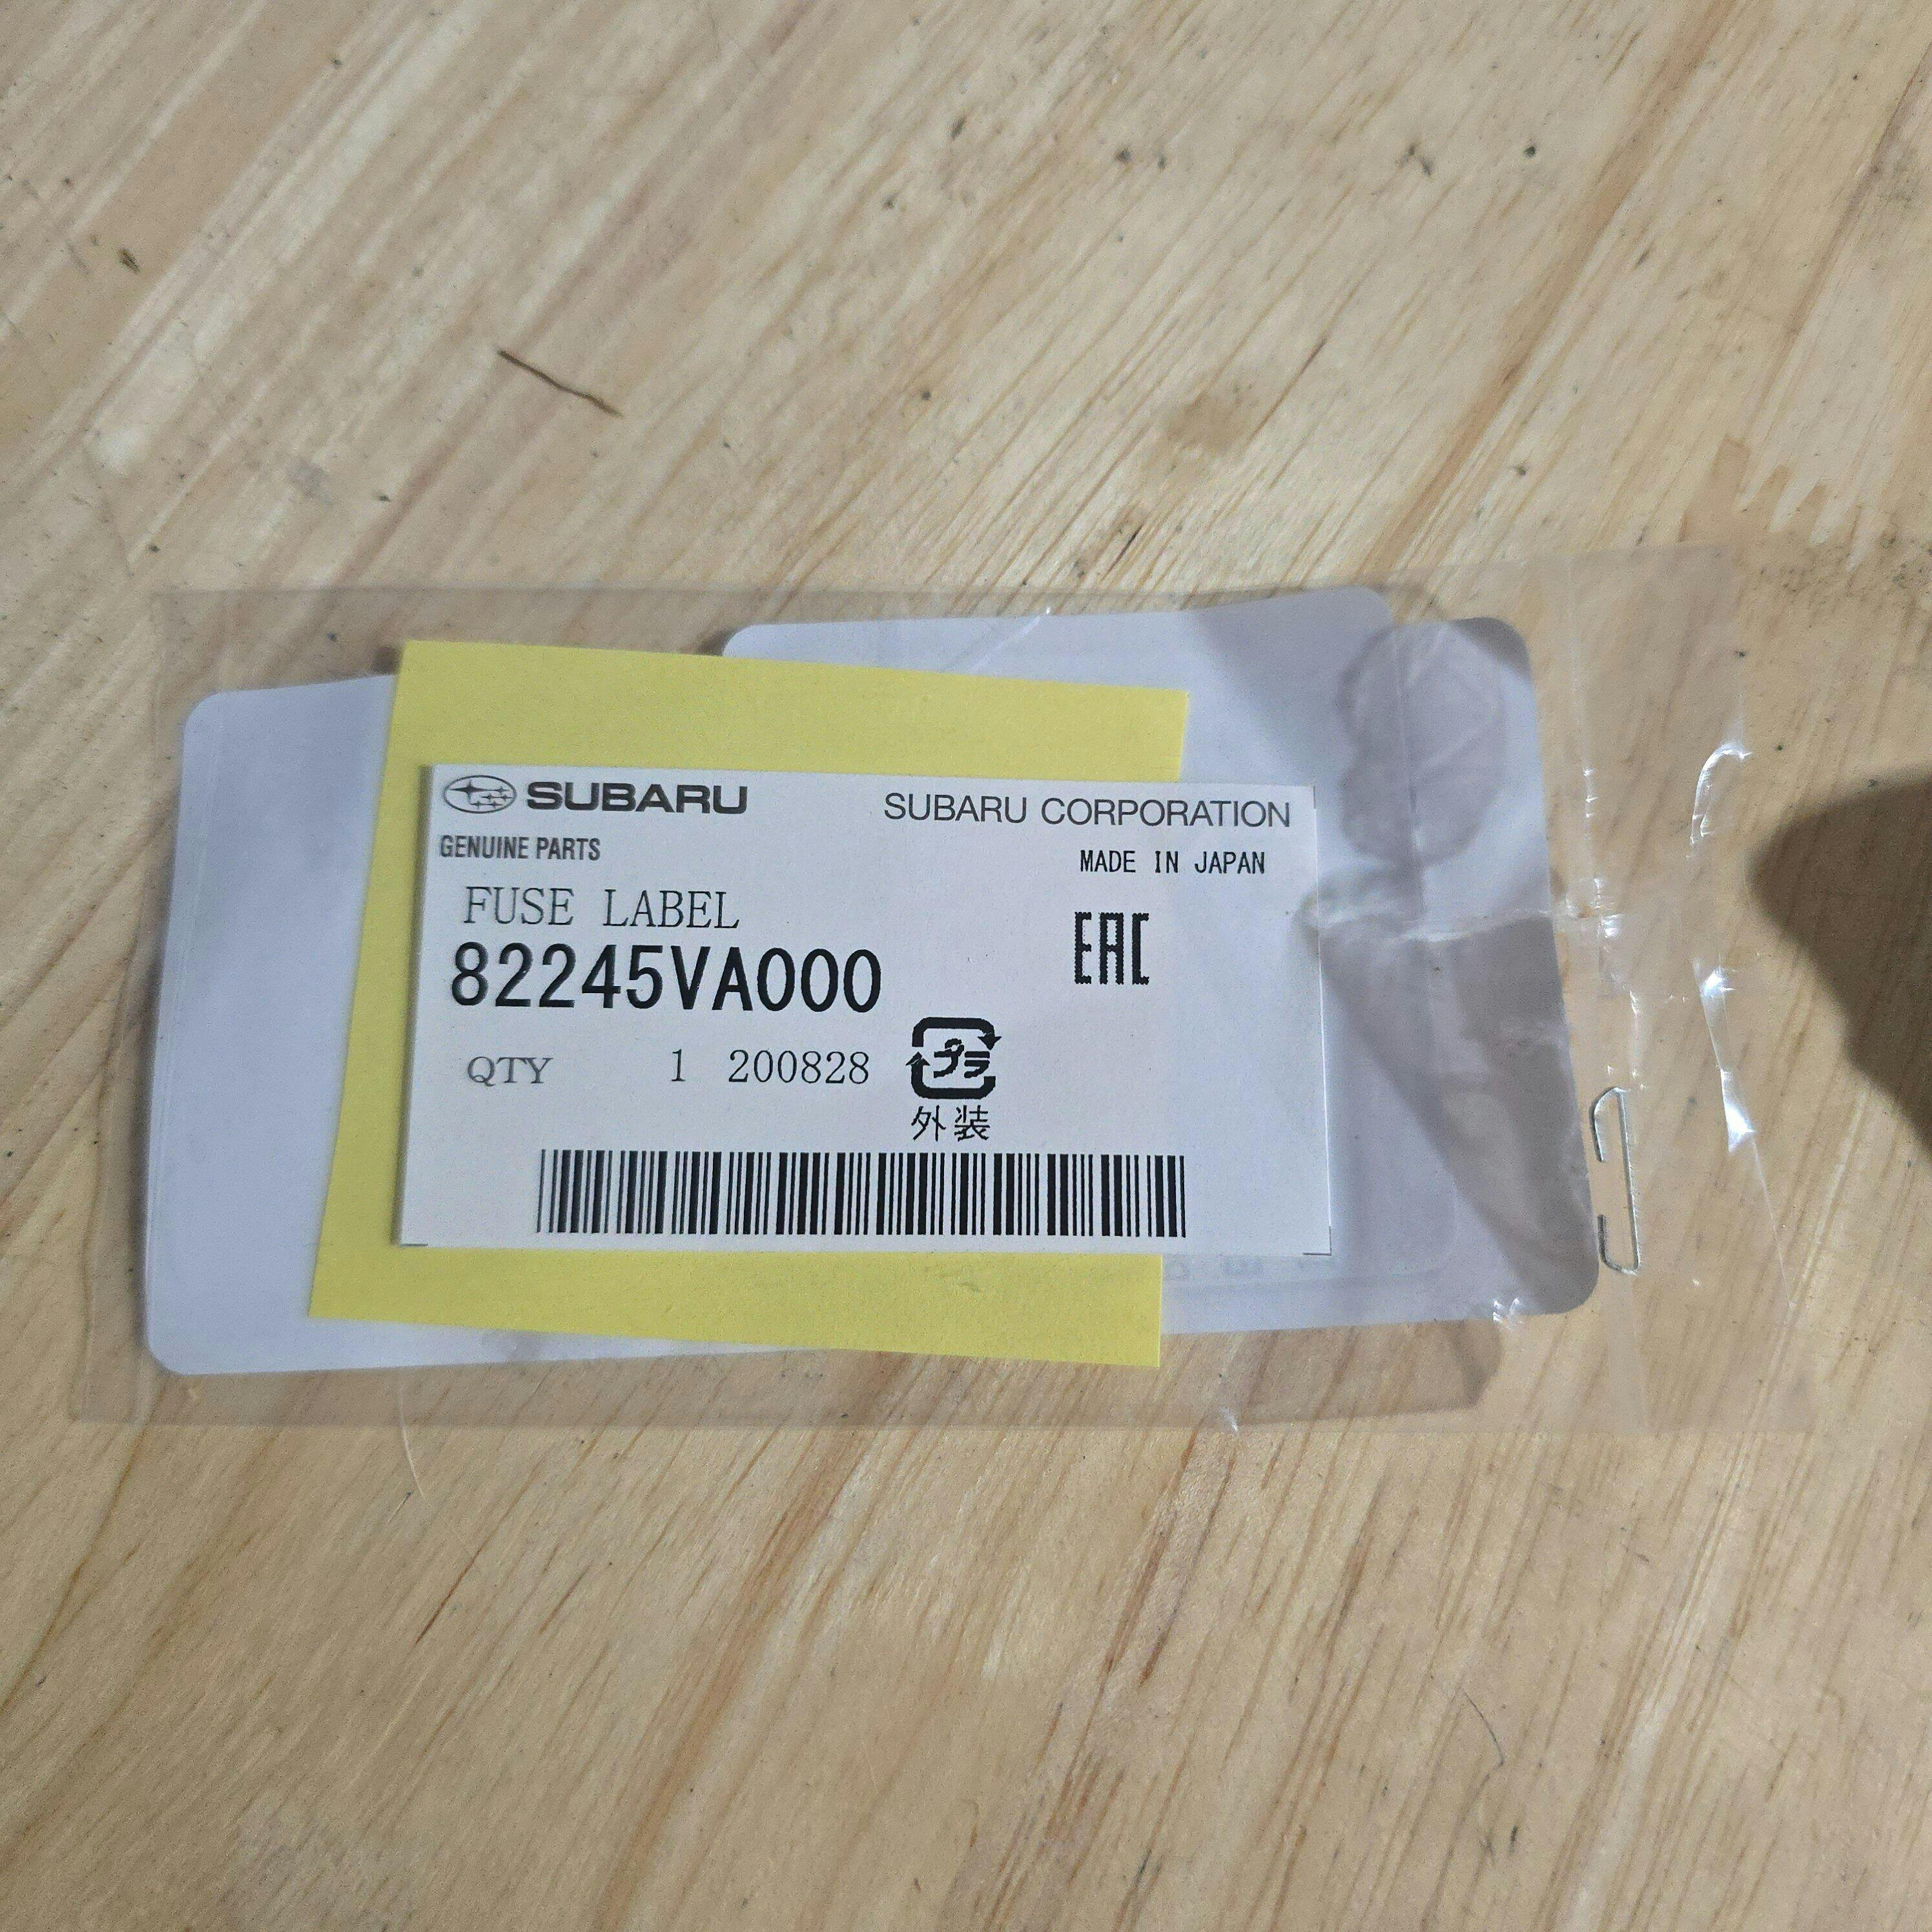 SUBARU
SUBARU CORPORATION
GENUINE PARTS
MADE IN JAPAN
FUSE LABEL
EAC
82245VA000
QTY 1 200828
プラ
外装